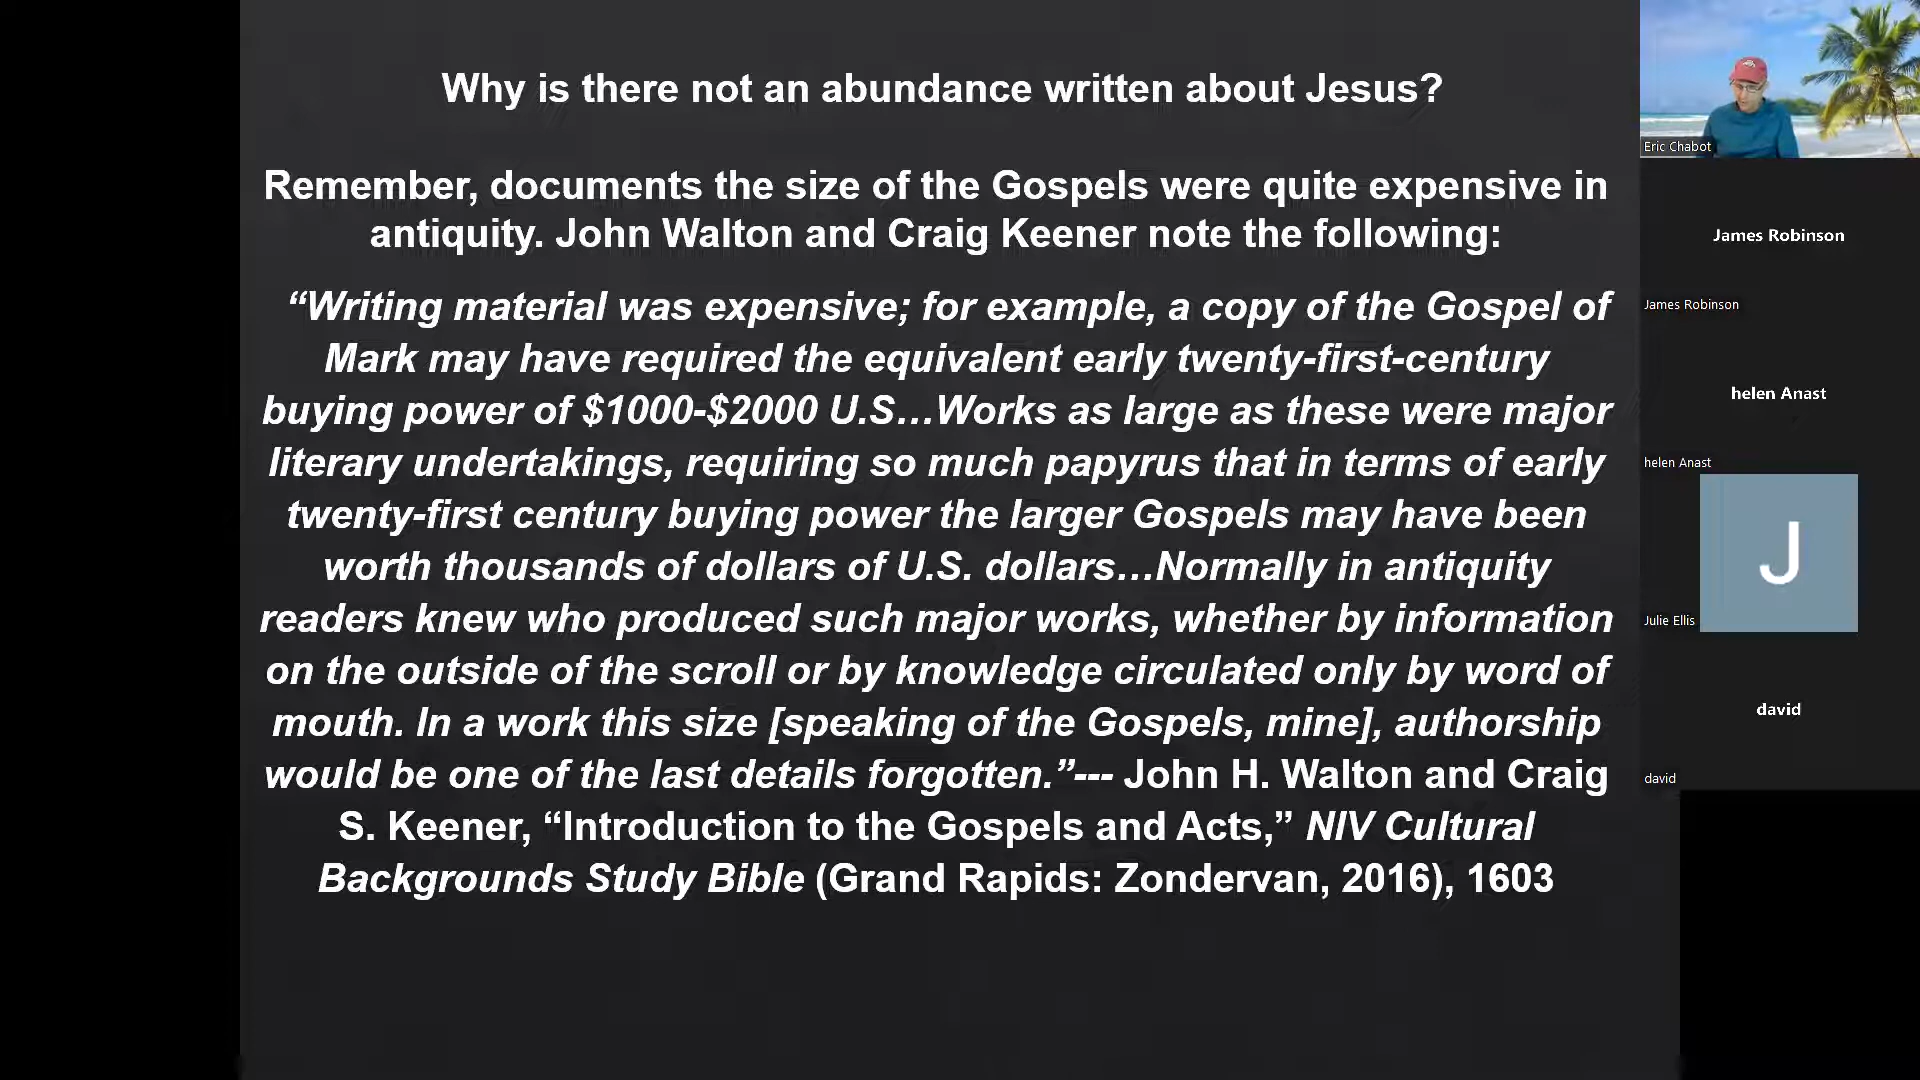 Why is there not an abundance written about Jesus?
Remember, documents the size of the Gospels were quite expensive in
antiquity. John Walton and Craig Keener note the following:
“Writing material was expensive; for example, a copy of the Gospel of
Mark may have required the equivalent early twenty-first-century
buying power of $1000-$2000 U.S…Works as large as these were major
literary undertakings, requiring so much papyrus that in terms of early
twenty-first century buying power the larger Gospels may have been
worth thousands of dollars of U.S. dollars…Normally in antiquity
readers knew who produced such major works, whether by information
on the outside of the scroll or by knowledge circulated only by word of
mouth. In a work this size [speaking of the Gospels, mine], authorship
would be one of the last details forgotten.”--- John H. Walton and Craig
S. Keener, “Introduction to the Gospels and Acts,” NIV Cultural
Backgrounds Study Bible (Grand Rapids: Zondervan, 2016), 1603
Eric Chabot
James Robinson
James Robinson
helen Anast
helen Anast
J
Julie Ellis
david
david